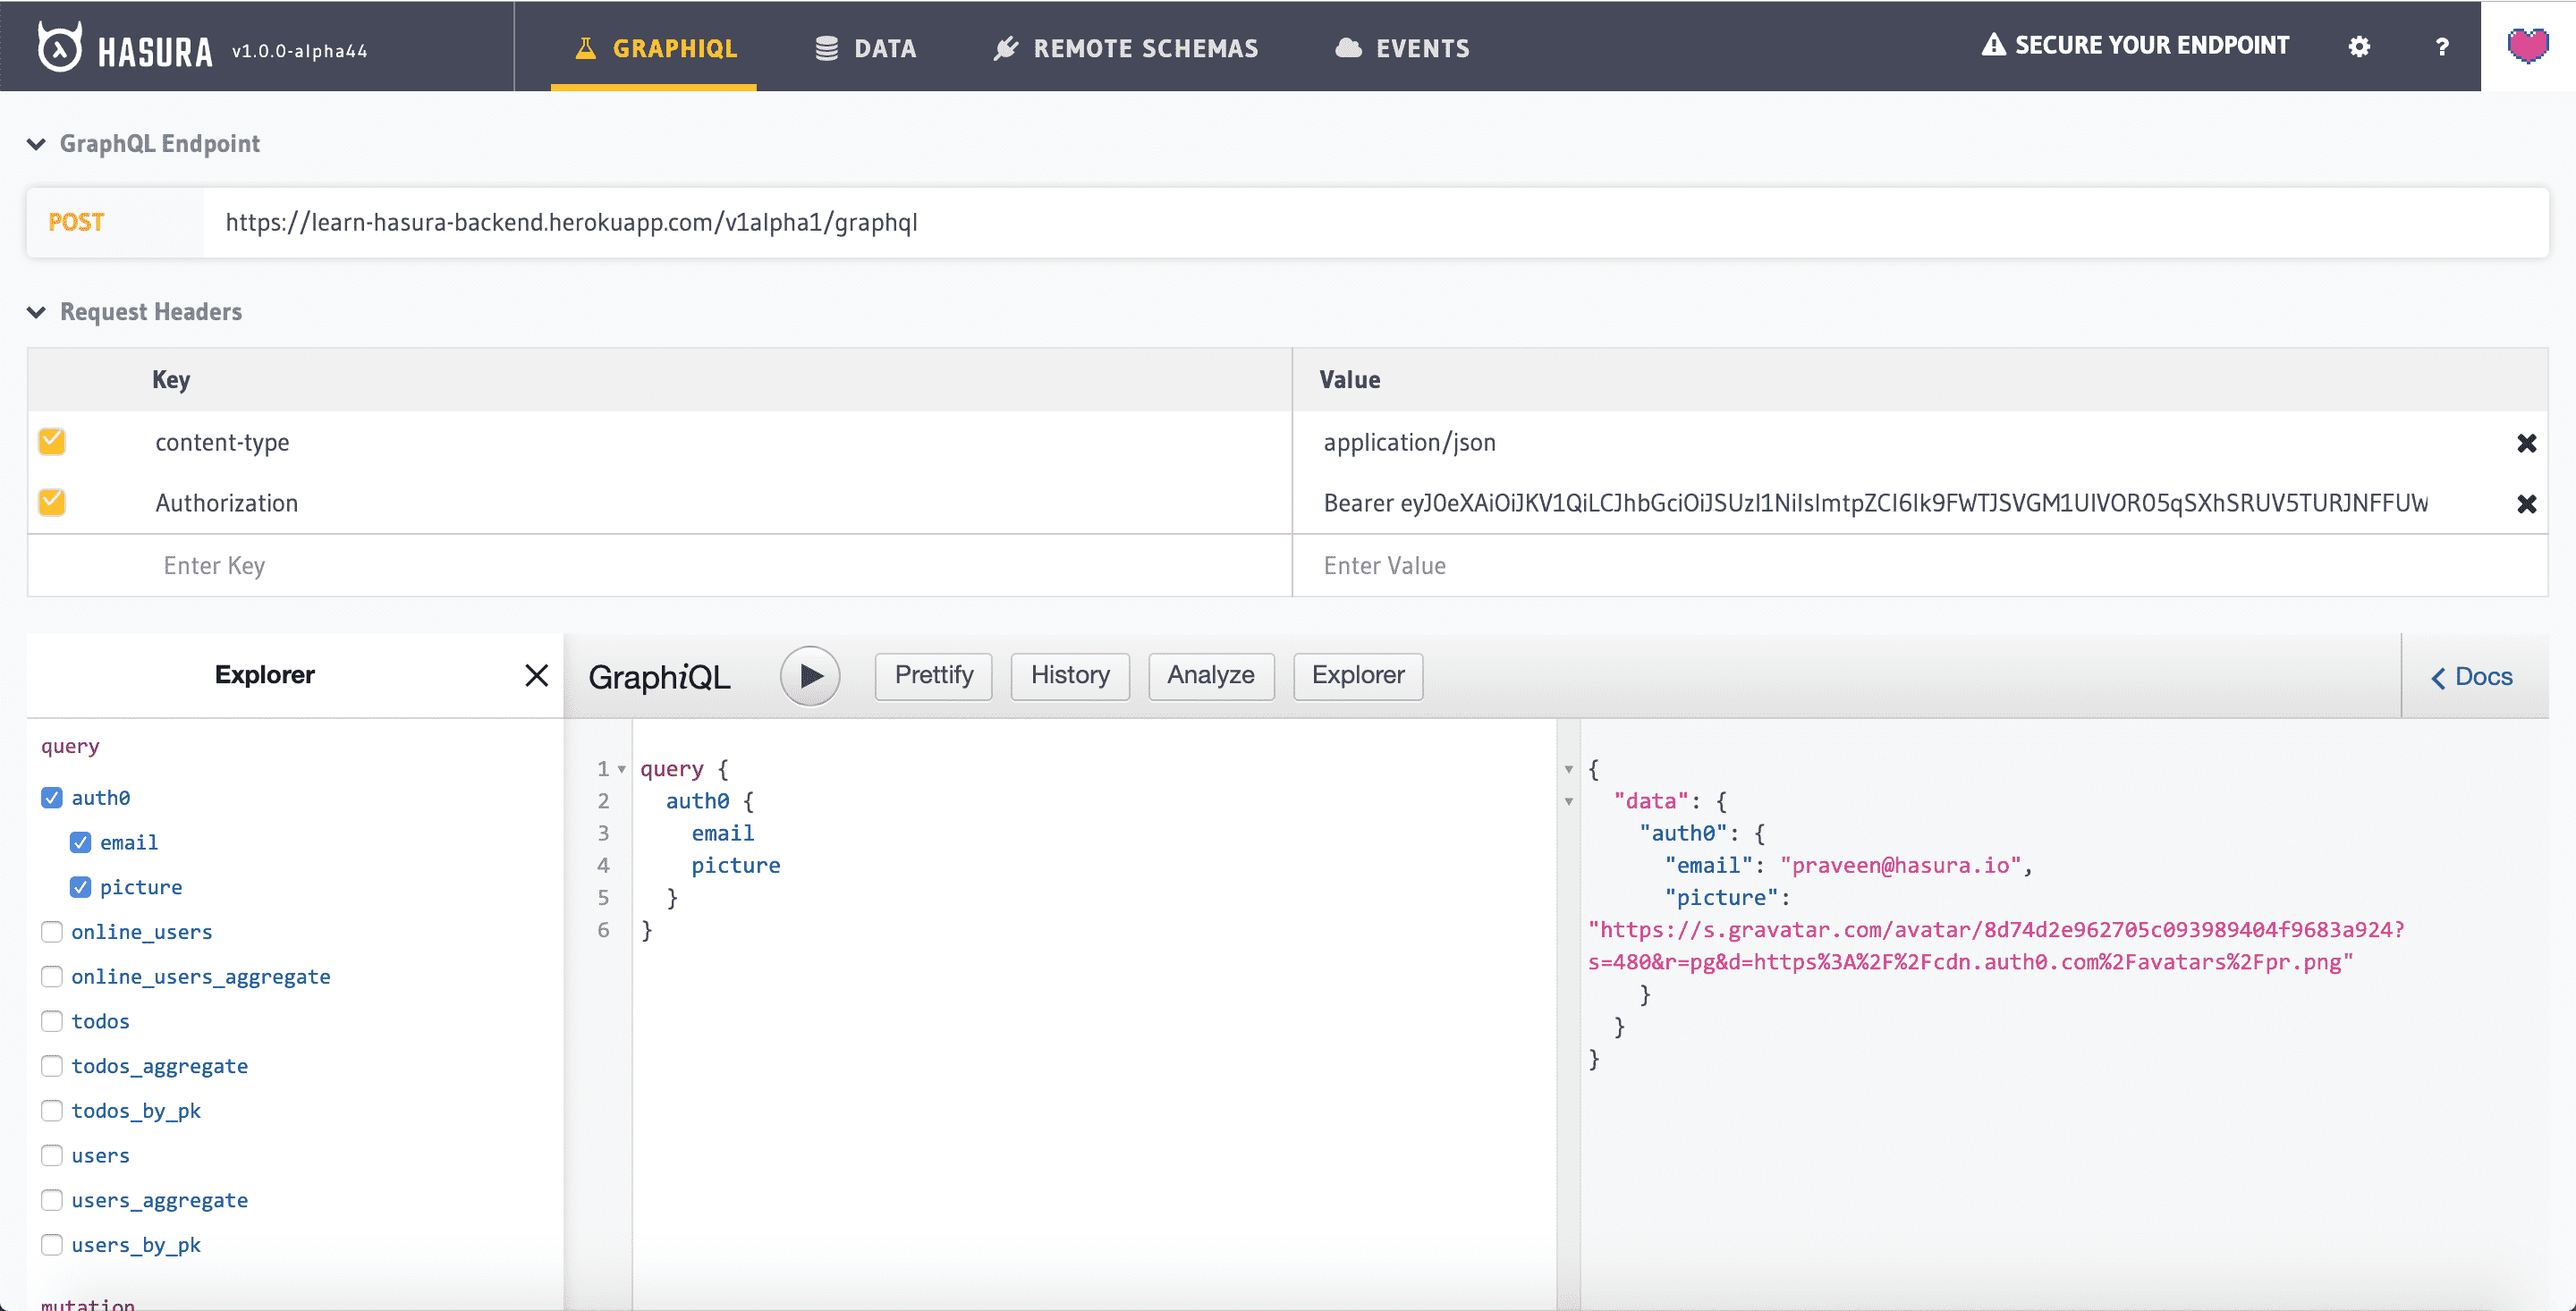 HASURA v1.0.0-alpha44 GRAPHIQL DATA REMOTE SCHEMAS EVENTS SECURE YOUR ENDPOINT ?
GraphQL Endpoint
POST https://learn-hasura-backend.herokuapp.com/v1alpha1/graphql
Request Headers
Key Value
content-type application/json
Authorization Bearer eyJ0eXAiOiJKV1QiLCJhbGciOiJSUzI1NiIsImtpZCI6Ik9FWTJSVGM1UlVOR05qSXhSRUV5TURJNFFUW
Enter Key Enter Value
Explorer
GraphiQL Prettify History Analyze Explorer Docs
query
auth0
email
picture
online_users
online_users_aggregate
todos
todos_aggregate
todos_by_pk
users
users_aggregate
users_by_pk
mutation
1 query {
2 auth0 {
3 email
4 picture
5 }
6 }
{
"data": {
"auth0": {
"email": "praveen@hasura.io",
"picture":
"https://s.gravatar.com/avatar/8d74d2e962705c093989404f9683a924?
s=480&r=pg&d=https%3A%2F%2Fcdn.auth0.com%2Favatars%2Fpr.png"
}
}
}